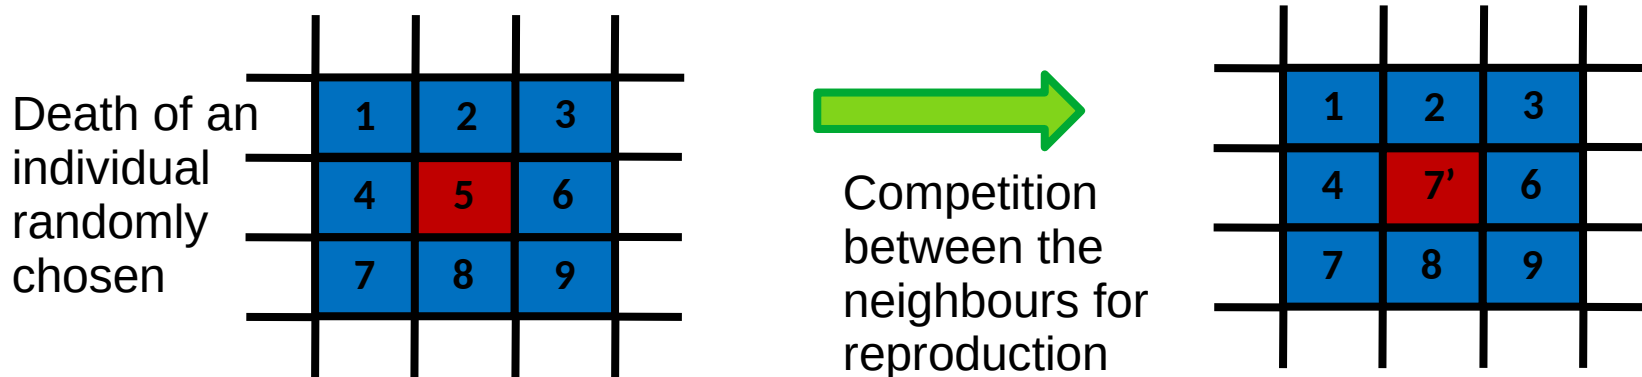 Death of an
individual
randomly
chosen
1 2 3
4 5 6
7 8 9
Competition
between the
neighbours for
reproduction
1 2 3
4 7’ 6
7 8 9